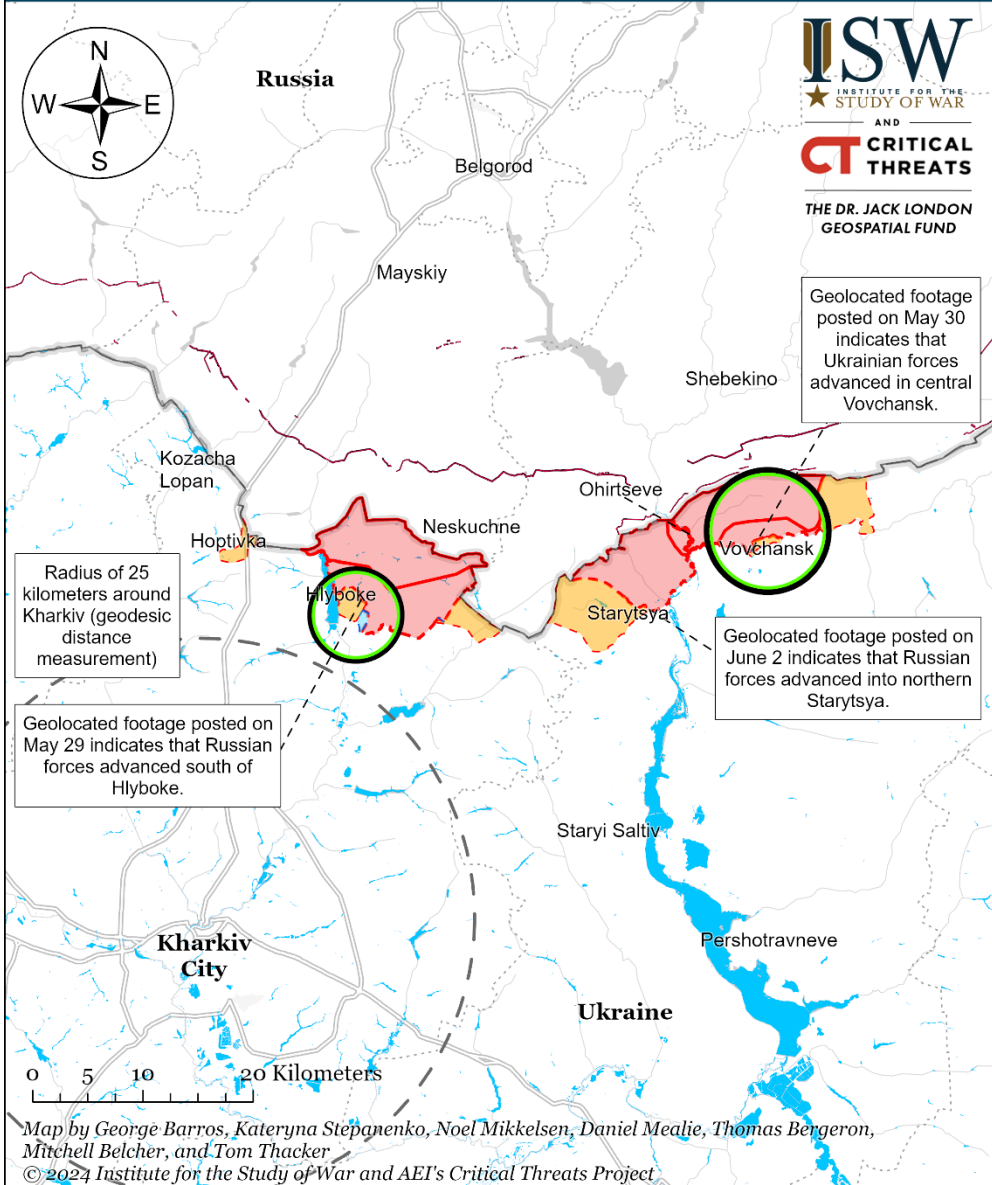 N
W
E
S
Russia
ISW
INSTITUTE FOR THE
STUDY OF WAR
AND
CT CRITICAL
THREATS
THE DR. JACK LONDON
GEOSPATIAL FUND
Belgorod
Mayskiy
Geolocated footage
posted on May 30
indicates that
Ukrainian forces
advanced in central
Vovchansk.
Shebekino
Kozacha
Lopan
Ohirtseve
Neskuchne
Hoptivka
Vovchansk
Radius of 25
kilometers around
Kharkiv (geodesic
distance
measurement)
Hlyboke
Starytsya
Geolocated footage posted on
June 2 indicates that Russian
forces advanced into northern
Starytsya.
Geolocated footage posted on
May 29 indicates that Russian
forces advanced south of
Hlyboke.
Staryi Saltiv
Kharkiv
City
Pershotravneve
Ukraine
0 5 10 20 Kilometers
Map by George Barros, Kateryna Stepanenko, Noel Mikkelsen, Daniel Mealie, Thomas Bergeron,
Mitchell Belcher, and Tom Thacker
© 2024 Institute for the Study of War and AEI's Critical Threats Project